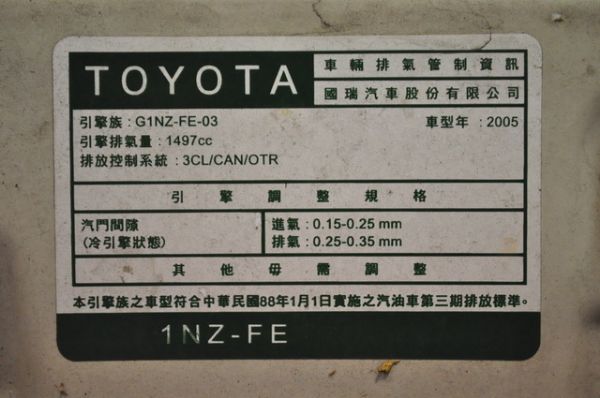 TOYOTA
車輛排氣管制資訊
國瑞汽車股份有限公司
引擎族：G1NZ-FE-03
車型年：2005
引擎排氣量：1497cc
排放控制系統：3CL/CAN/OTR
引擎調整規格
汽門間隙
(冷引擎狀態)
進氣：0.15-0.25 mm
排氣：0.25-0.35 mm
其他毋需調整
本引擎族之車型符合中華民國88年1月1日實施之汽油車第三期排放標準。
1NZ-FE